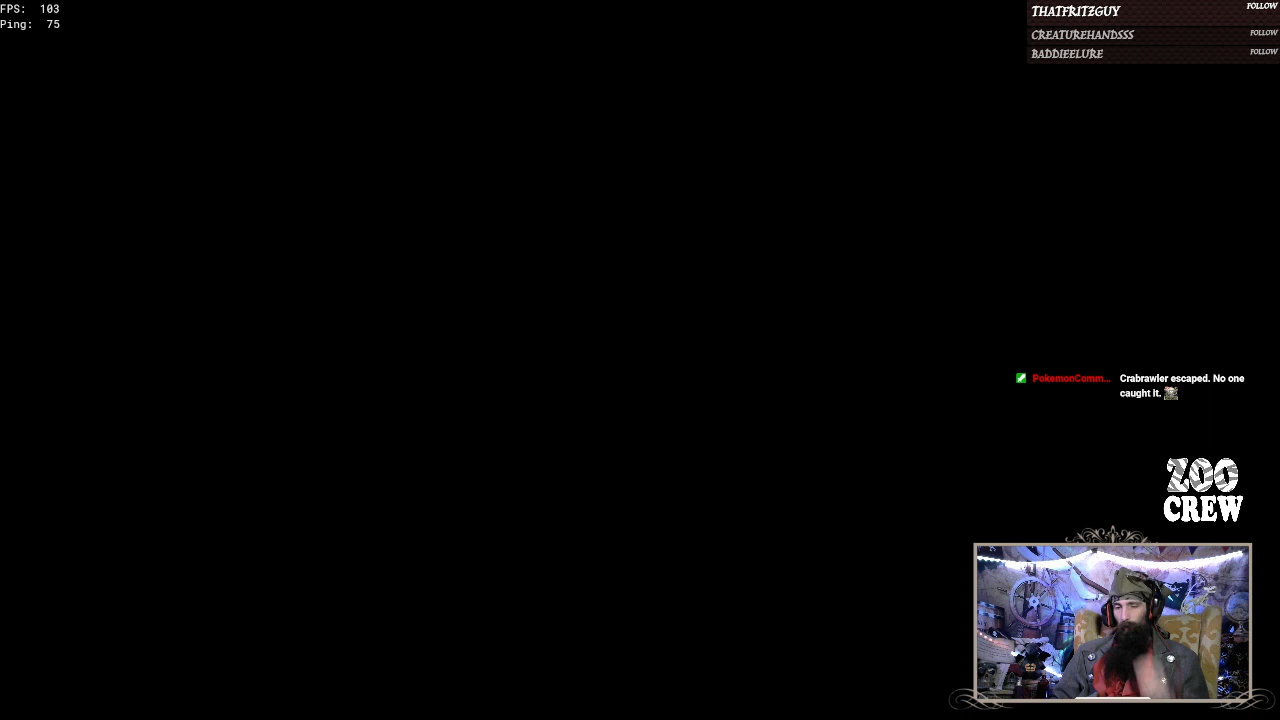 FPS: 103
Ping: 75
THATFRITZGUY FOLLOW
CREATUREHANDSSS FOLLOW
BADDIEELURE FOLLOW
PokemonComm... Crabrawler escaped. No one
caught it.
ZOO
CREW